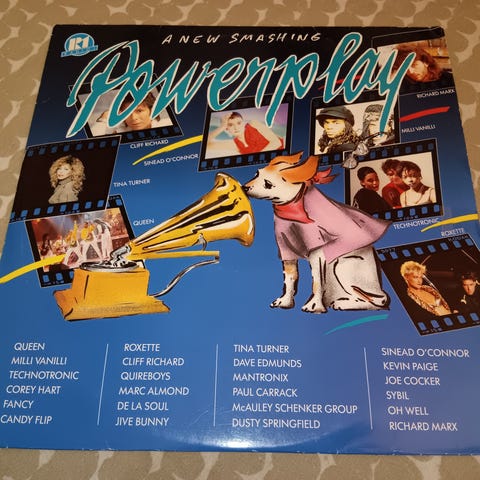 A NEW SMASHING
Powerplay
CLIFF RICHARD
SINEAD O'CONNOR
RICHARD MARX
MILLI VANILLI
TINA TURNER
QUEEN
TECHNOTRONIC
ROXETTE
QUEEN
MILLI VANILLI
TECHNOTRONIC
COREY HART
FANCY
CANDY FLIP
ROXETTE
CLIFF RICHARD
QUIREBOYS
MARC ALMOND
DE LA SOUL
JIVE BUNNY
TINA TURNER
DAVE EDMUNDS
MANTRONIX
PAUL CARRACK
McAULEY SCHENKER GROUP
DUSTY SPRINGFIELD
SINEAD O'CONNOR
KEVIN PAIGE
JOE COCKER
SYBIL
OH WELL
RICHARD MARX